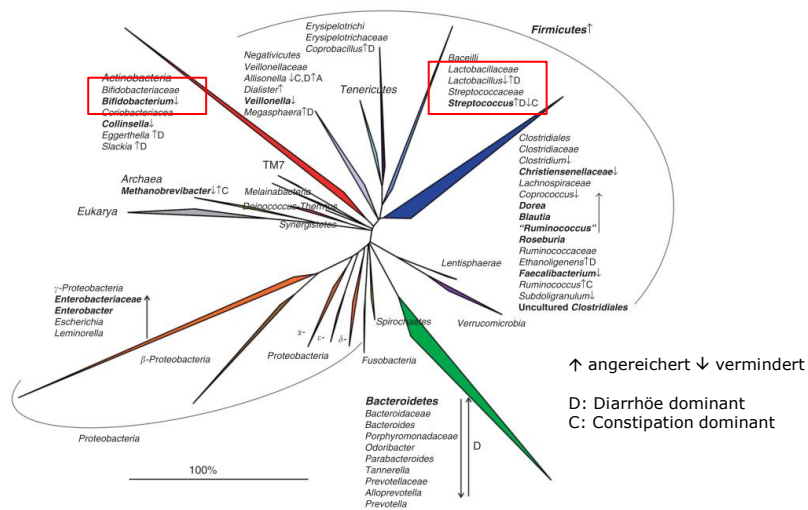 Erysipelotrichi
Erysipelotrichaceae
Coprobacillus↑D
Firmicutes↑
Negativicutes
Veillonellaceae
Allisonella ↓C,D↑A
Dialister↑
Veillonella↓
Megasphaera↑D
Tenericutes
Baceilli
Lactobacillaceae
Lactobacillus↓↑D
Streptococcaceae
Streptococcus↑D↓C
Actinobacteria
Bifidobacteriaceae
Bifidobacterium↓
Coriobacteriacea
Collinsella↓
Eggerthella ↑D
Slackia ↑D
Clostridiales
Clostridiaceae
Clostridium↓
Christiensenellaceae↓
Lachnospiraceae
Coprococcus↓
Dorea
Blautia
"Ruminococcus"
Roseburia
Ruminococcaceae
Ethanoligenens↑D
Faecalibacterium↓
Ruminococcus↑C
Subdoligranulum↓
Uncultured Clostridiales
TM7
Archaea
Methanobrevibacter↓↑C
Melainabacteria
Deinococcus-Thermus
Eukarya
Synergistetes
Lentisphaerae
Verrucomicrobia
Spirochaetes
Fusobacteria
γ-Proteobacteria
Enterobacteriaceae
Enterobacter
Escherichia
Leminorella
β-Proteobacteria
α-
ε-
δ-
Proteobacteria
Proteobacteria
100%
Bacteroidetes
Bacteroidaceae
Bacteroides
Porphyromonadaceae
Odoribacter
Parabacteroides
Tannerella
Prevotellaceae
Alloprevotella
Prevotella
D
↑ angereichert ↓ vermindert
D: Diarrhöe dominant
C: Constipation dominant